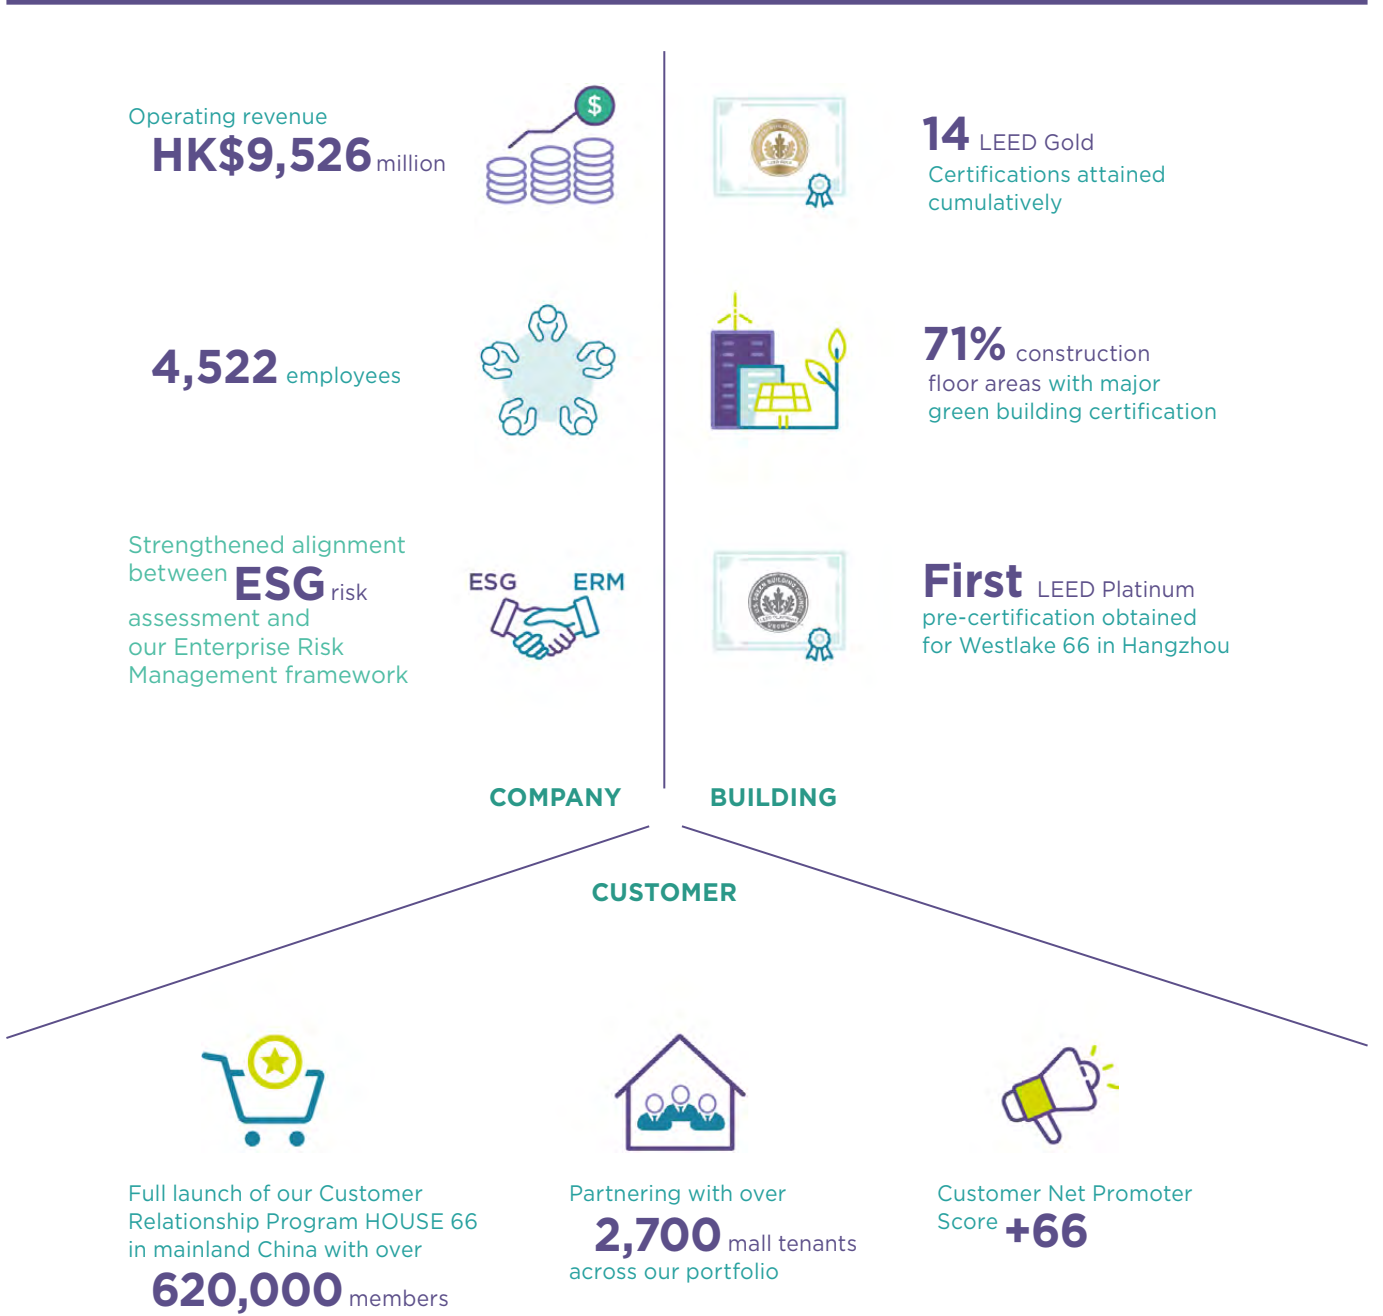 Operating revenue
HK$9,526 million
4,522 employees
Strengthened alignment
between ESG risk
assessment and
our Enterprise Risk
Management framework
$
ESG ERM
COMPANY
14 LEED Gold
Certifications attained
cumulatively
71% construction
floor areas with major
green building certification
First LEED Platinum
pre-certification obtained
for Westlake 66 in Hangzhou
BUILDING
CUSTOMER
Full launch of our Customer
Relationship Program HOUSE 66
in mainland China with over
620,000 members
Partnering with over
2,700 mall tenants
across our portfolio
Customer Net Promoter
Score +66